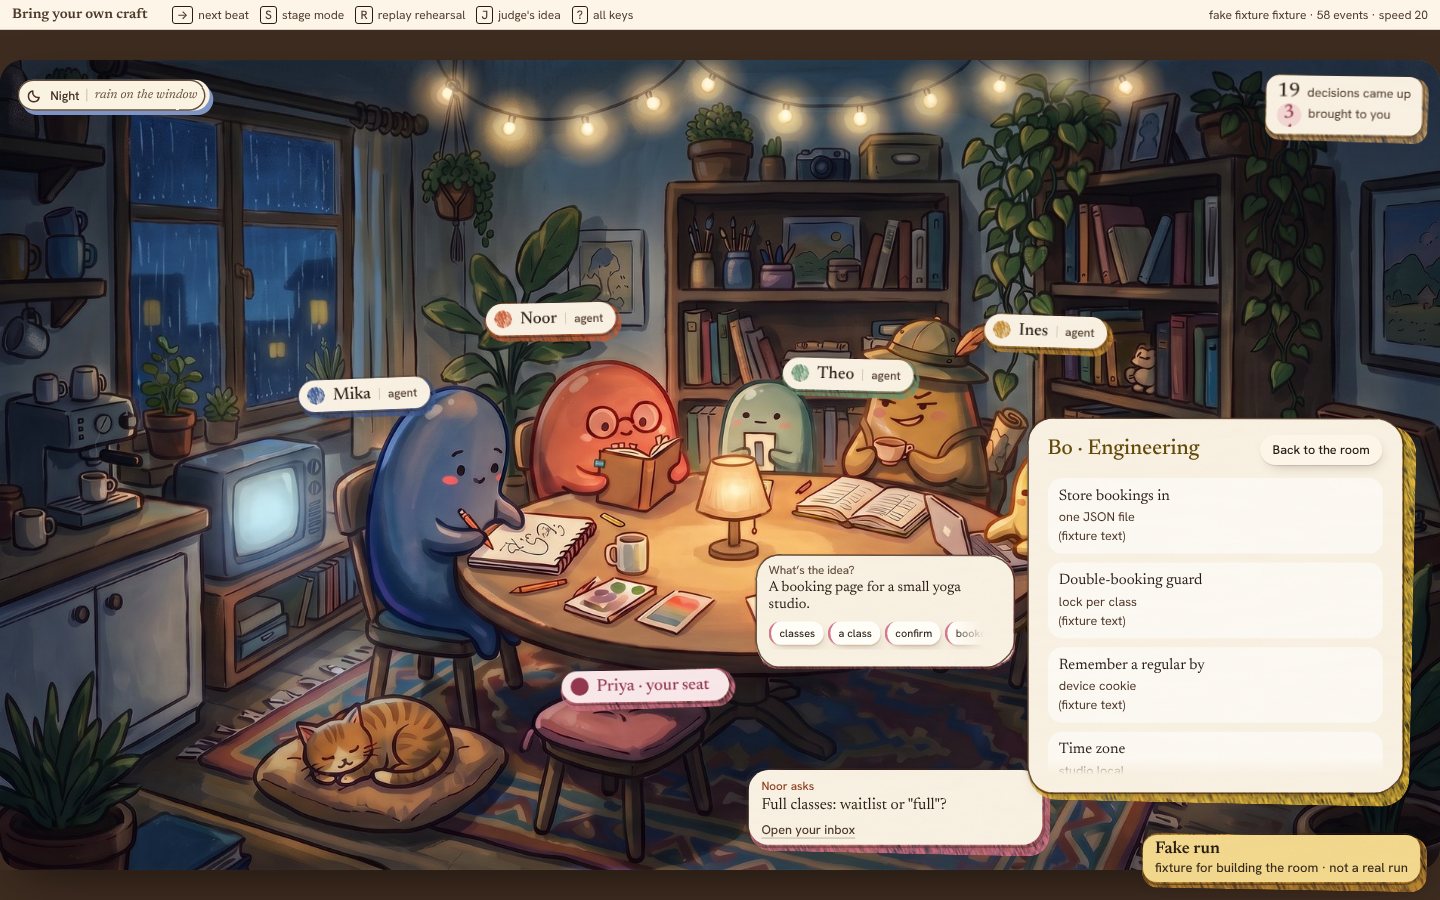 Bring your own craft → next beat S stage mode R replay rehearsal J judge's idea ? all keys fake fixture fixture · 58 events · speed 20
Night rain on the window
19 decisions came up
3 brought to you
Noor agent
Ines agent
Theo agent
Mika agent
Bo · Engineering Back to the room
Store bookings in
one JSON file
(fixture text)
Double-booking guard
lock per class
(fixture text)
Remember a regular by
device cookie
(fixture text)
Time zone
studio local
What's the idea?
A booking page for a small yoga
studio.
classes a class confirm book
Priya · your seat
Noor asks
Full classes: waitlist or "full"?
Open your inbox
Fake run
fixture for building the room · not a real run